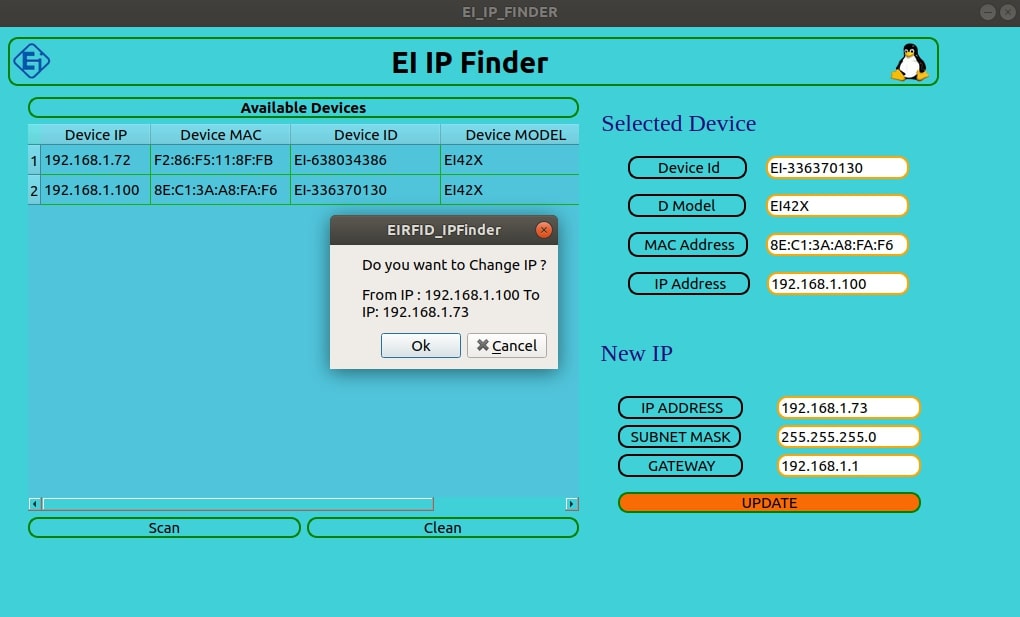 EI_IP_FINDER
Ei
EI IP Finder
Available Devices
Device IP Device MAC Device ID Device MODEL
1 192.168.1.72 F2:86:F5:11:8F:FB EI-638034386 EI42X
2 192.168.1.100 8E:C1:3A:A8:FA:F6 EI-336370130 EI42X
EIRFID_IPFinder
Do you want to Change IP ?
From IP : 192.168.1.100 To
IP: 192.168.1.73
Ok Cancel
Scan Clean
Selected Device
Device Id EI-336370130
D Model EI42X
MAC Address 8E:C1:3A:A8:FA:F6
IP Address 192.168.1.100
New IP
IP ADDRESS 192.168.1.73
SUBNET MASK 255.255.255.0
GATEWAY 192.168.1.1
UPDATE